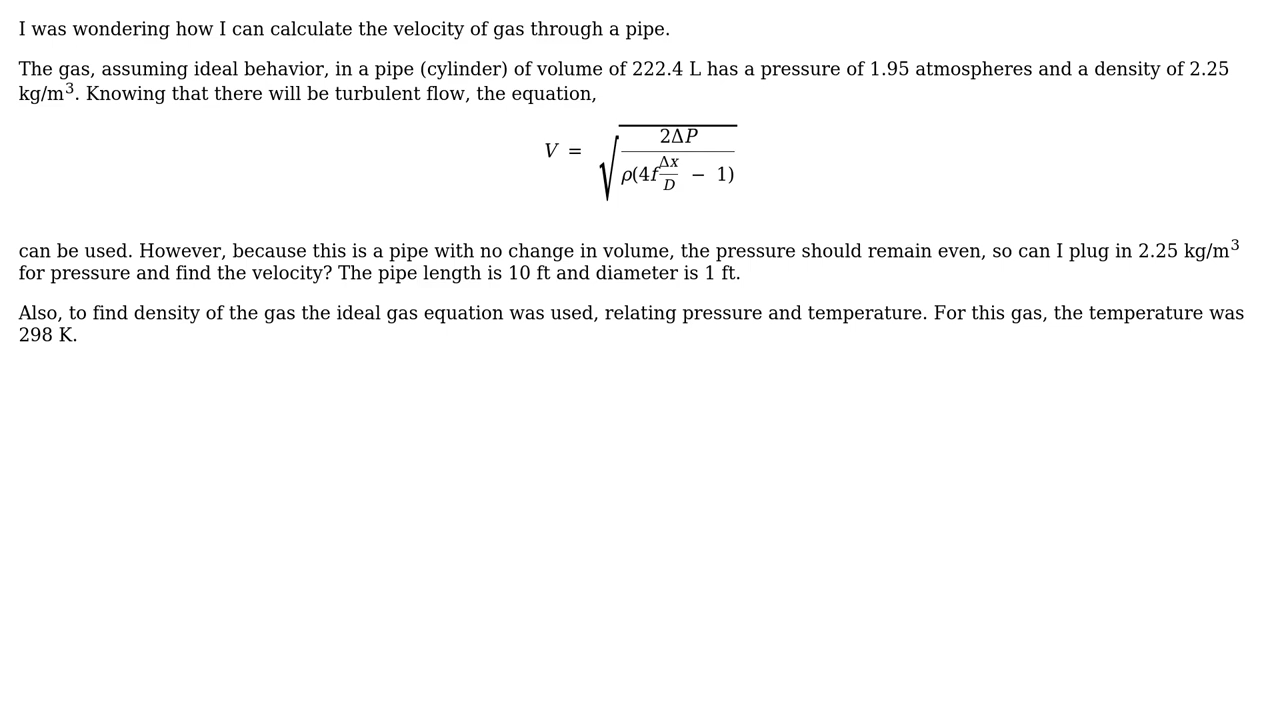 I was wondering how I can calculate the velocity of gas through a pipe.
The gas, assuming ideal behavior, in a pipe (cylinder) of volume of 222.4 L has a pressure of 1.95 atmospheres and a density of 2.25
kg/m³. Knowing that there will be turbulent flow, the equation,
V = √(2ΔP / (ρ(4f Δx/D − 1)))
can be used. However, because this is a pipe with no change in volume, the pressure should remain even, so can I plug in 2.25 kg/m³
for pressure and find the velocity? The pipe length is 10 ft and diameter is 1 ft.
Also, to find density of the gas the ideal gas equation was used, relating pressure and temperature. For this gas, the temperature was
298 K.